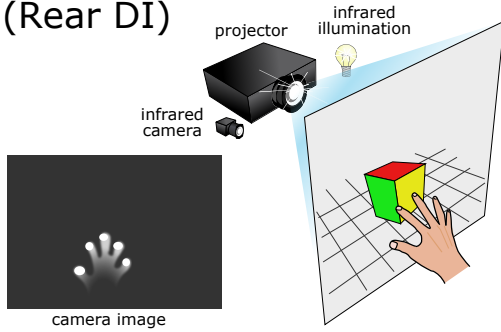 (Rear DI)
projector
infrared
illumination
infrared
camera
camera image